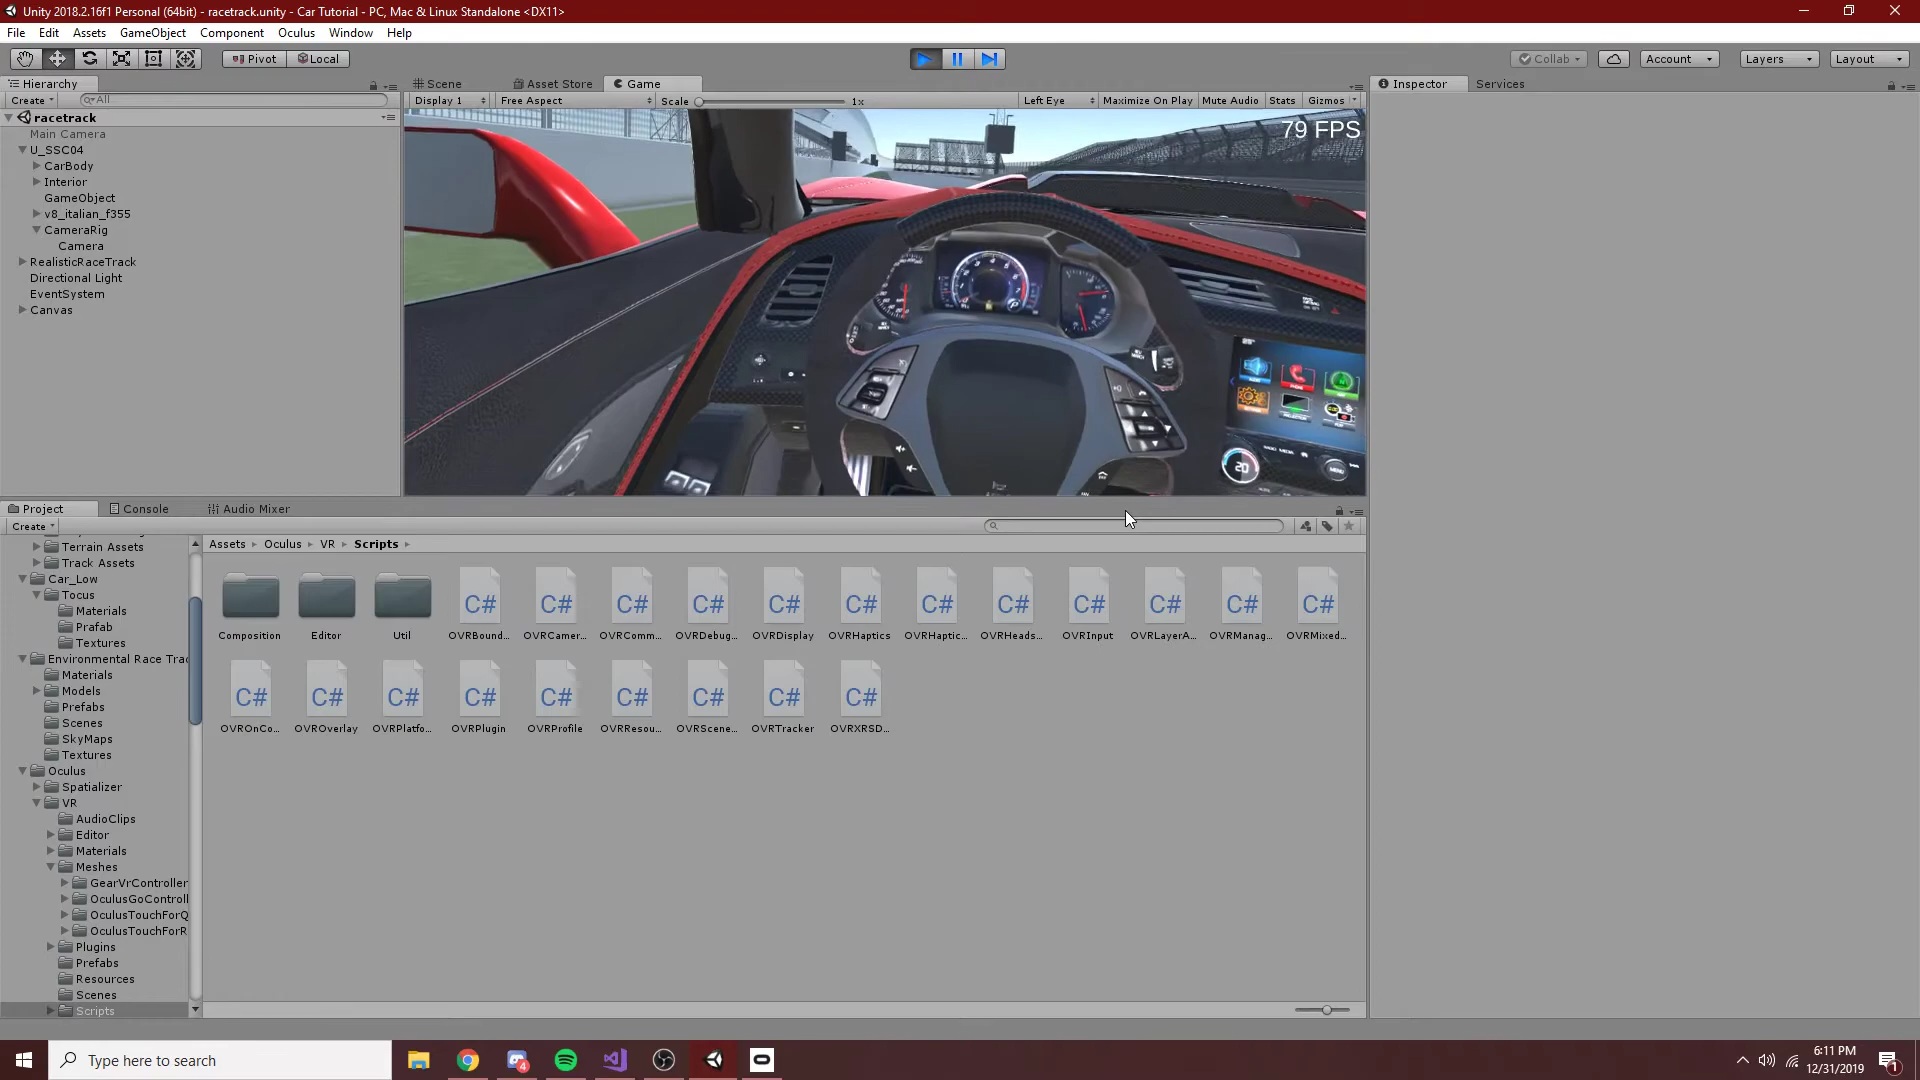 Unity 2018.2.16f1 Personal (64bit) - racetrack.unity - Car Tutorial - PC, Mac & Linux Standalone <DX11>
File Edit Assets GameObject Component Oculus Window Help
Pivot Local Collab Account Layers Layout
Hierarchy
Create All
racetrack
Main Camera
U_SSC04
CarBody
Interior
GameObject
v8_italian_f355
CameraRig
Camera
RealisticRaceTrack
Directional Light
EventSystem
Canvas
Scene Asset Store Game
Display 1 Free Aspect Scale 1x Left Eye Maximize On Play Mute Audio Stats Gizmos
79 FPS
20
MENU
Inspector Services
Project Console Audio Mixer
Create
Terrain Assets
Track Assets
Car_Low
Tocus
Materials
Prafab
Textures
Environmental Race Trac
Materials
Models
Prefabs
Scenes
SkyMaps
Textures
Oculus
Spatializer
VR
AudioClips
Editor
Materials
Meshes
GearVrController
OculusGoControll
OculusTouchForQ
OculusTouchForR
Plugins
Prefabs
Resources
Scenes
Scripts
Assets Oculus VR Scripts
C# C# C# C# C# C# C# C# C# C# C# C#
Composition Editor Util OVRBound... OVRCamer... OVRComm... OVRDebug... OVRDisplay OVRHaptics OVRHaptic... OVRHeads... OVRInput OVRLayerA... OVRManag... OVRMixed...
C# C# C# C# C# C# C# C# C#
OVROnCo... OVROverlay OVRPlatfo... OVRPlugin OVRProfile OVRResou... OVRScene... OVRTracker OVRXRSD...
Type here to search
4
6:11 PM
12/31/2019
1